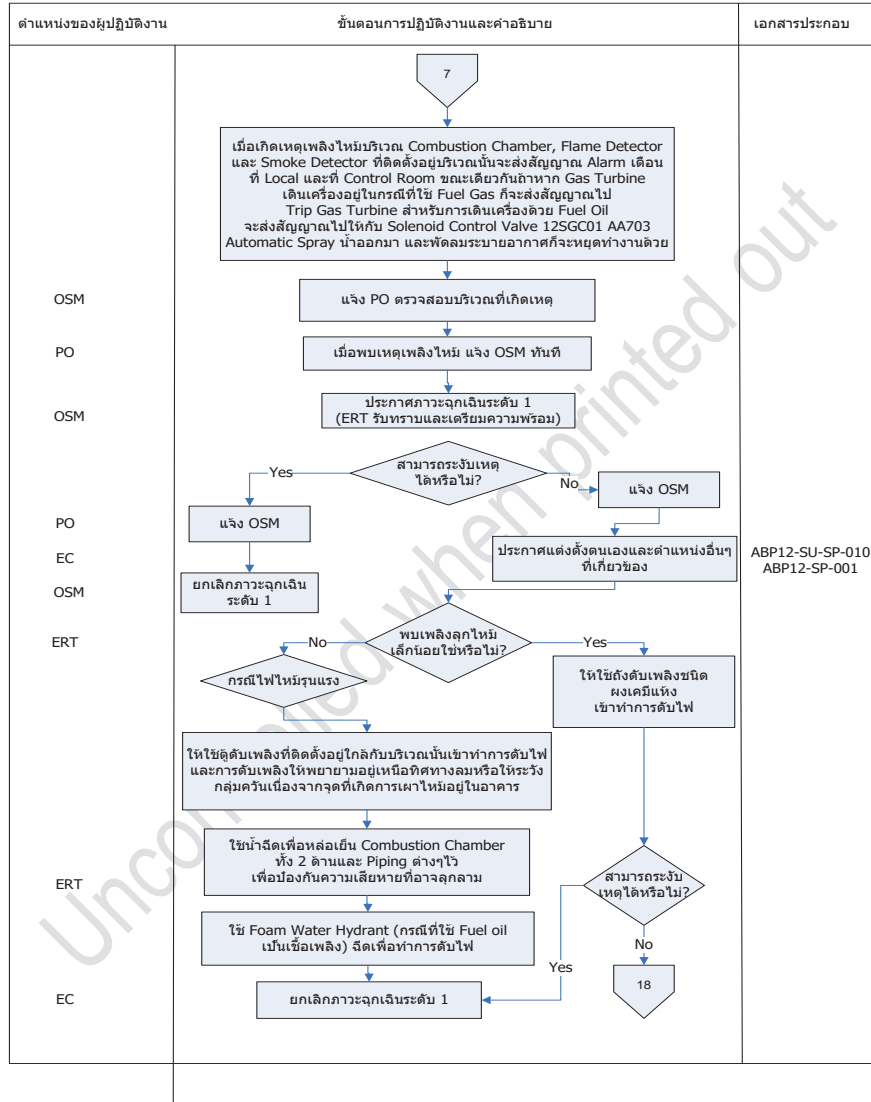 ตำแหน่งของผู้ปฏิบัติงาน
ขั้นตอนการปฏิบัติงานและคำอธิบาย
เอกสารประกอบ
7
เมื่อเกิดเหตุเพลิงไหม้บริเวณ Combustion Chamber, Flame Detector
และ Smoke Detector ที่ติดตั้งอยู่บริเวณนั้นจะส่งสัญญาณ Alarm เตือน
ที่ Local และที่ Control Room ขณะเดียวกันถ้าหาก Gas Turbine
เดินเครื่องอยู่ในกรณีที่ใช้ Fuel Gas ก็จะส่งสัญญาณไป
Trip Gas Turbine สำหรับการเดินเครื่องด้วย Fuel Oil
จะส่งสัญญาณไปให้กับ Solenoid Control Valve 12SGC01 AA703
Automatic Spray น้ำออกมา และพัดลมระบายอากาศก็จะหยุดทำงานด้วย
OSM
แจ้ง PO ตรวจสอบบริเวณที่เกิดเหตุ
PO
เมื่อพบเหตุเพลิงไหม้ แจ้ง OSM ทันที
OSM
ประกาศภาวะฉุกเฉินระดับ 1
(ERT รับทราบและเตรียมความพร้อม)
สามารถระงับเหตุ
ได้หรือไม่?
Yes
No
แจ้ง OSM
PO
แจ้ง OSM
EC
ประกาศแต่งตั้งตนเองและตำแหน่งอื่นๆ
ที่เกี่ยวข้อง
ABP12-SU-SP-010
ABP12-SP-001
OSM
ยกเลิกภาวะฉุกเฉิน
ระดับ 1
ERT
พบเพลิงลุกไหม้
เล็กน้อยใช่หรือไม่?
No
Yes
กรณีไฟไหม้รุนแรง
ให้ใช้ถังดับเพลิงชนิด
ผงเคมีแห้ง
เข้าทำการดับไฟ
ให้ใช้ตู้ดับเพลิงที่ติดตั้งอยู่ใกล้กับบริเวณนั้นเข้าทำการดับไฟ
และการดับเพลิงให้พยายามอยู่เหนือทิศทางลมหรือให้ระวัง
กลุ่มควันเนื่องจากจุดที่เกิดการเผาไหม้อยู่ในอาคาร
ใช้น้ำฉีดเพื่อหล่อเย็น Combustion Chamber
ทั้ง 2 ด้านและ Piping ต่างๆไว้
เพื่อป้องกันความเสียหายที่อาจลุกลาม
ERT
สามารถระงับ
เหตุได้หรือไม่?
ใช้ Foam Water Hydrant (กรณีที่ใช้ Fuel oil
เป็นเชื้อเพลิง) ฉีดเพื่อทำการดับไฟ
No
Yes
18
EC
ยกเลิกภาวะฉุกเฉินระดับ 1
Uncontrolled when printed out